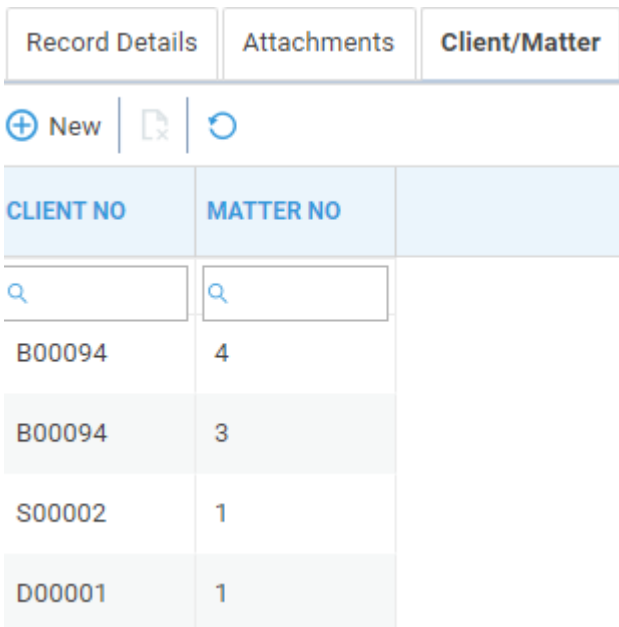 Record Details Attachments Client/Matter
New
CLIENT NO MATTER NO
B00094 4
B00094 3
S00002 1
D00001 1